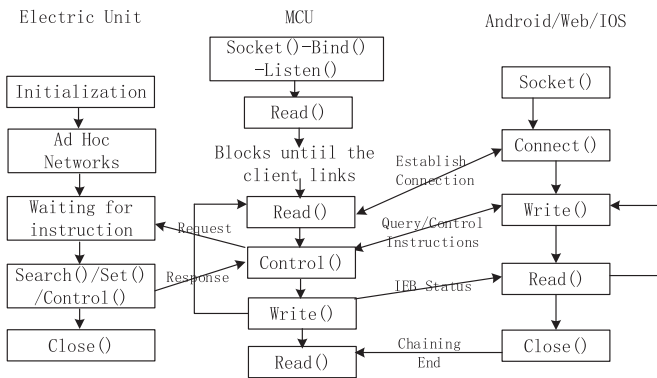 Electric Unit
MCU
Android/Web/IOS
Socket()-Bind()
-Listen()
Initialization
Socket()
Read()
Ad Hoc
Networks
Connect()
Blocks untiil the
client links
Establish
Connection
Waiting for
instruction
Read()
Write()
Request
Query/Control
Instructions
Control()
Search()/Set()
/Control()
Response
Read()
IEB Status
Write()
Close()
Chaining
End
Close()
Read()